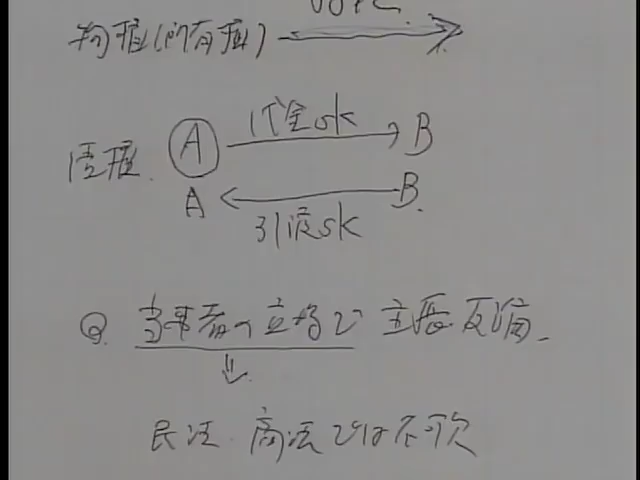 物権(所有権)
A 代金SK B
債権.
A B.
引渡SK
Q. 当事者の立場で 主張反論.
民法.商法では不可欠